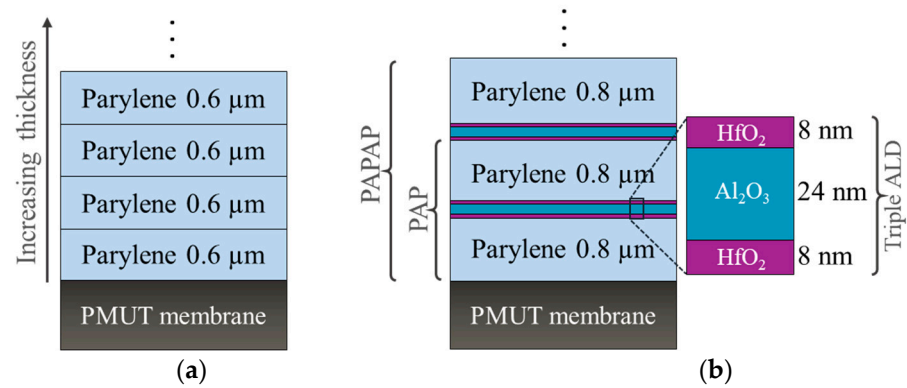 Increasing thickness
Parylene 0.6 µm
Parylene 0.6 µm
Parylene 0.6 µm
Parylene 0.6 µm
PMUT membrane
(a)
PAPAP
PAP
Parylene 0.8 µm
Parylene 0.8 µm
Parylene 0.8 µm
PMUT membrane
HfO₂ 8 nm
Al₂O₃ 24 nm
HfO₂ 8 nm
Triple ALD
(b)